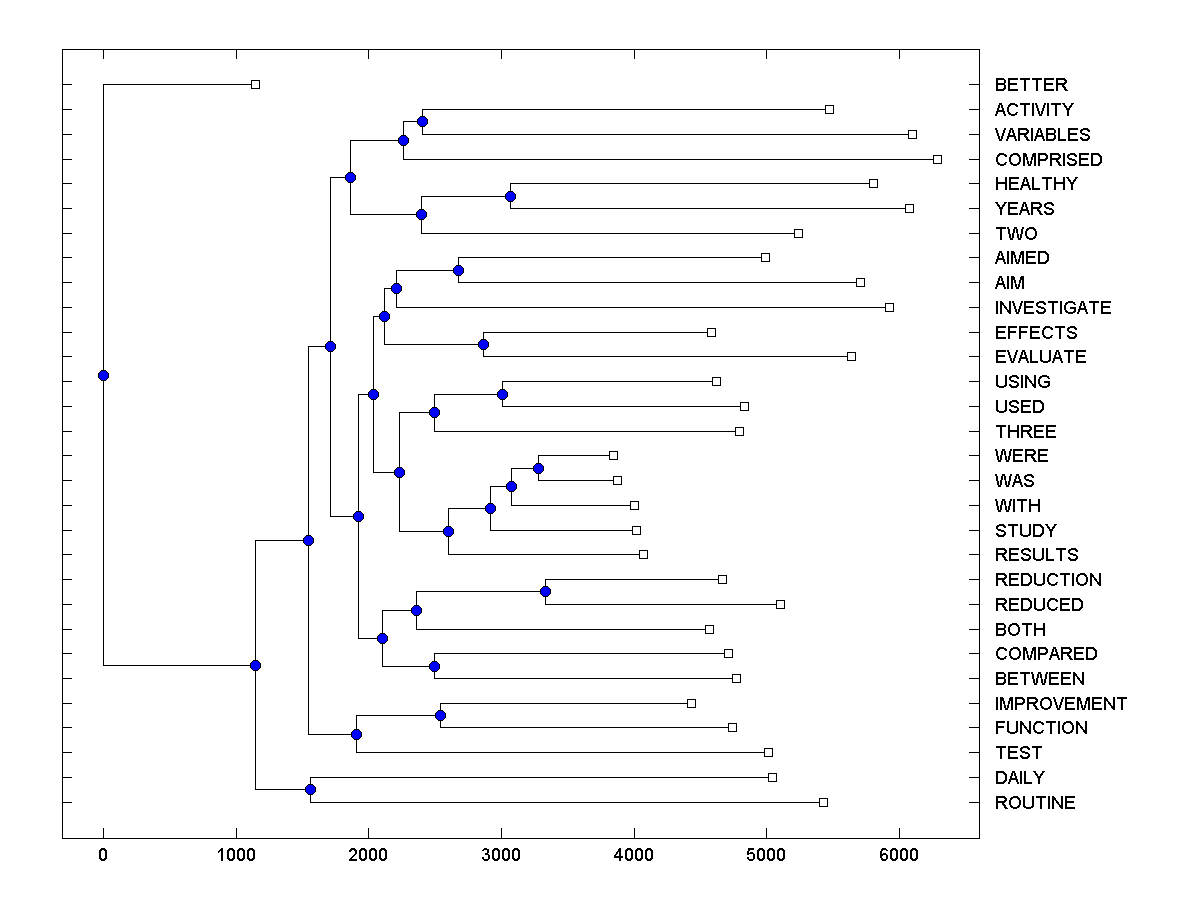 BETTER
ACTIVITY
VARIABLES
COMPRISED
HEALTHY
YEARS
TWO
AIMED
AIM
INVESTIGATE
EFFECTS
EVALUATE
USING
USED
THREE
WERE
WAS
WITH
STUDY
RESULTS
REDUCTION
REDUCED
BOTH
COMPARED
BETWEEN
IMPROVEMENT
FUNCTION
TEST
DAILY
ROUTINE
0 1000 2000 3000 4000 5000 6000